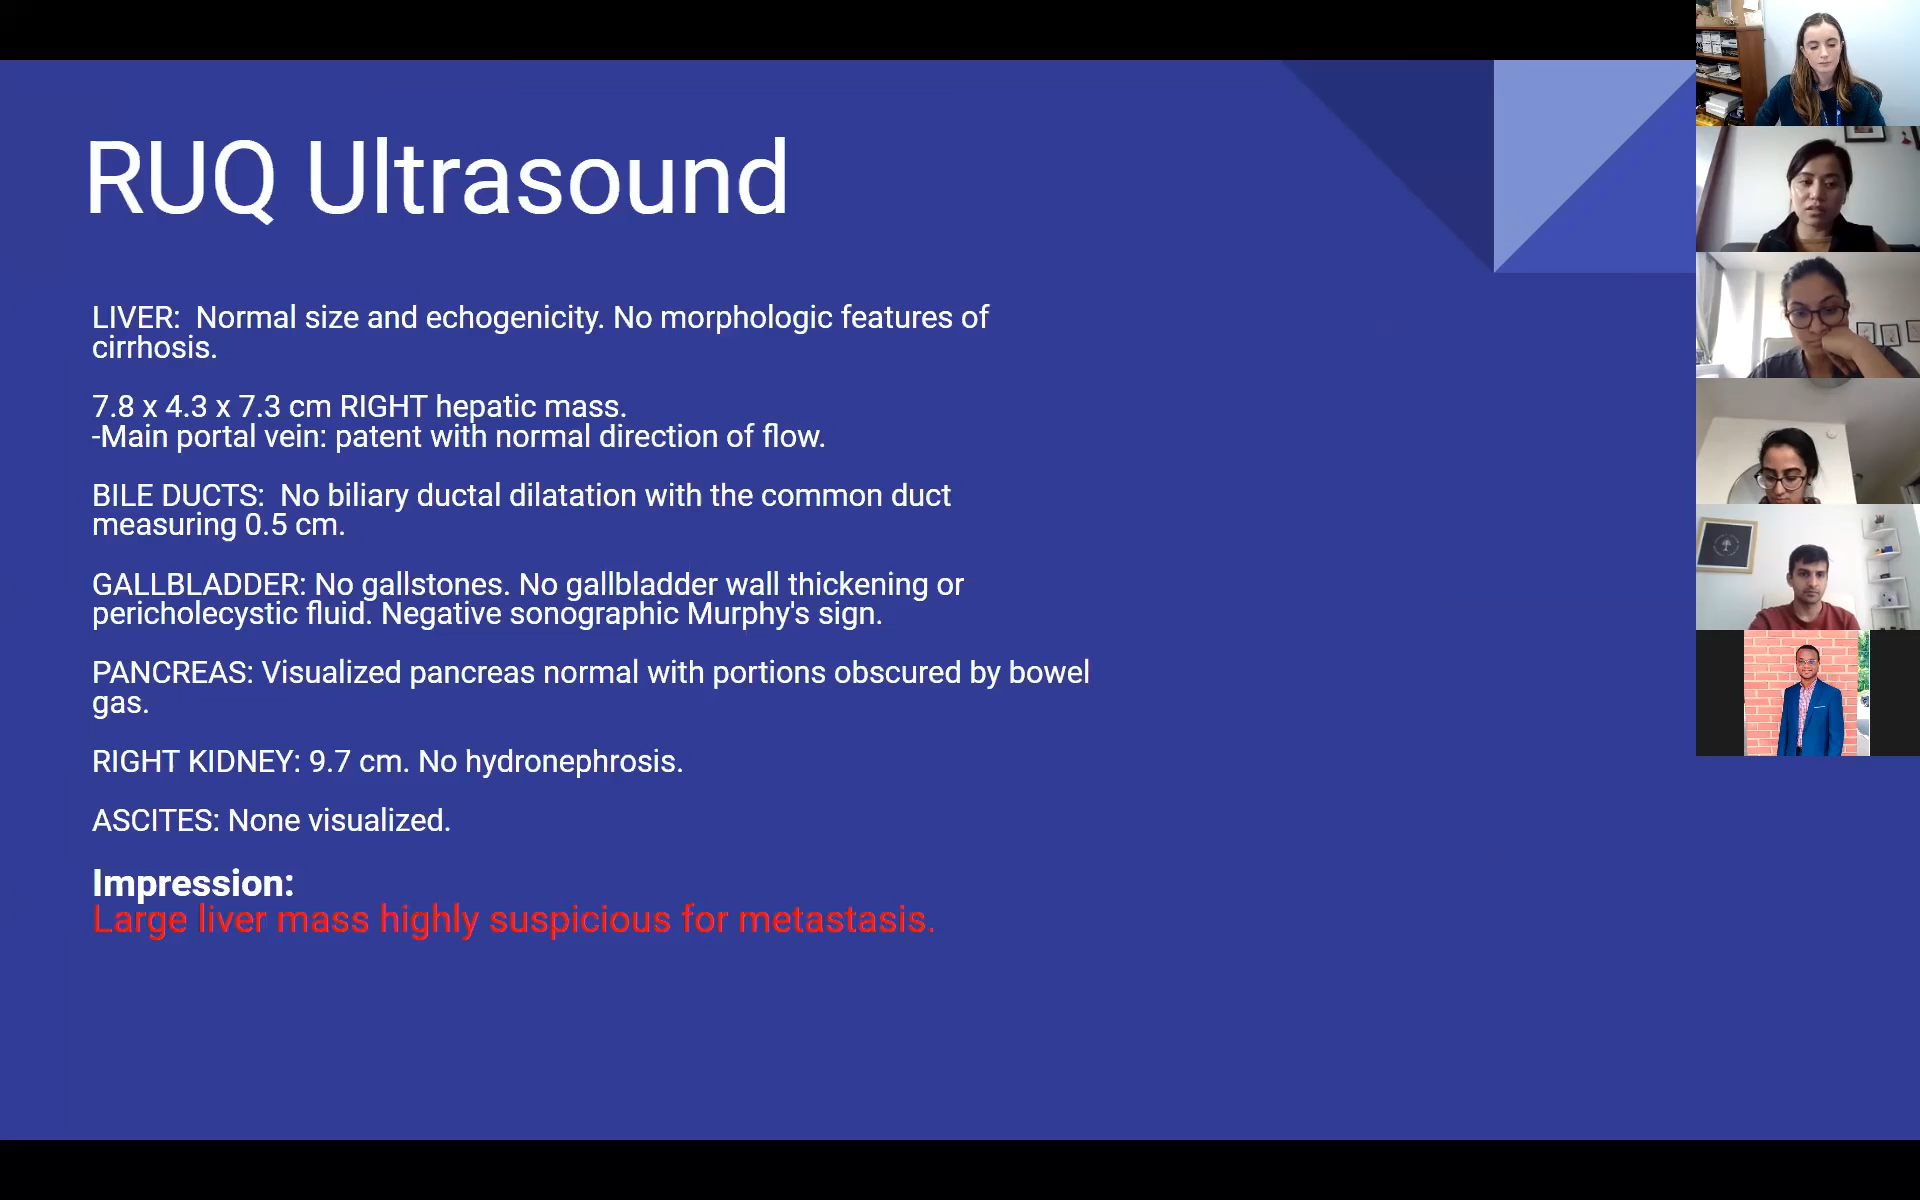 RUQ Ultrasound
LIVER:  Normal size and echogenicity. No morphologic features of
cirrhosis.
7.8 x 4.3 x 7.3 cm RIGHT hepatic mass.
-Main portal vein: patent with normal direction of flow.
BILE DUCTS:  No biliary ductal dilatation with the common duct
measuring 0.5 cm.
GALLBLADDER: No gallstones. No gallbladder wall thickening or
pericholecystic fluid. Negative sonographic Murphy's sign.
PANCREAS: Visualized pancreas normal with portions obscured by bowel
gas.
RIGHT KIDNEY: 9.7 cm. No hydronephrosis.
ASCITES: None visualized.
Impression:
Large liver mass highly suspicious for metastasis.